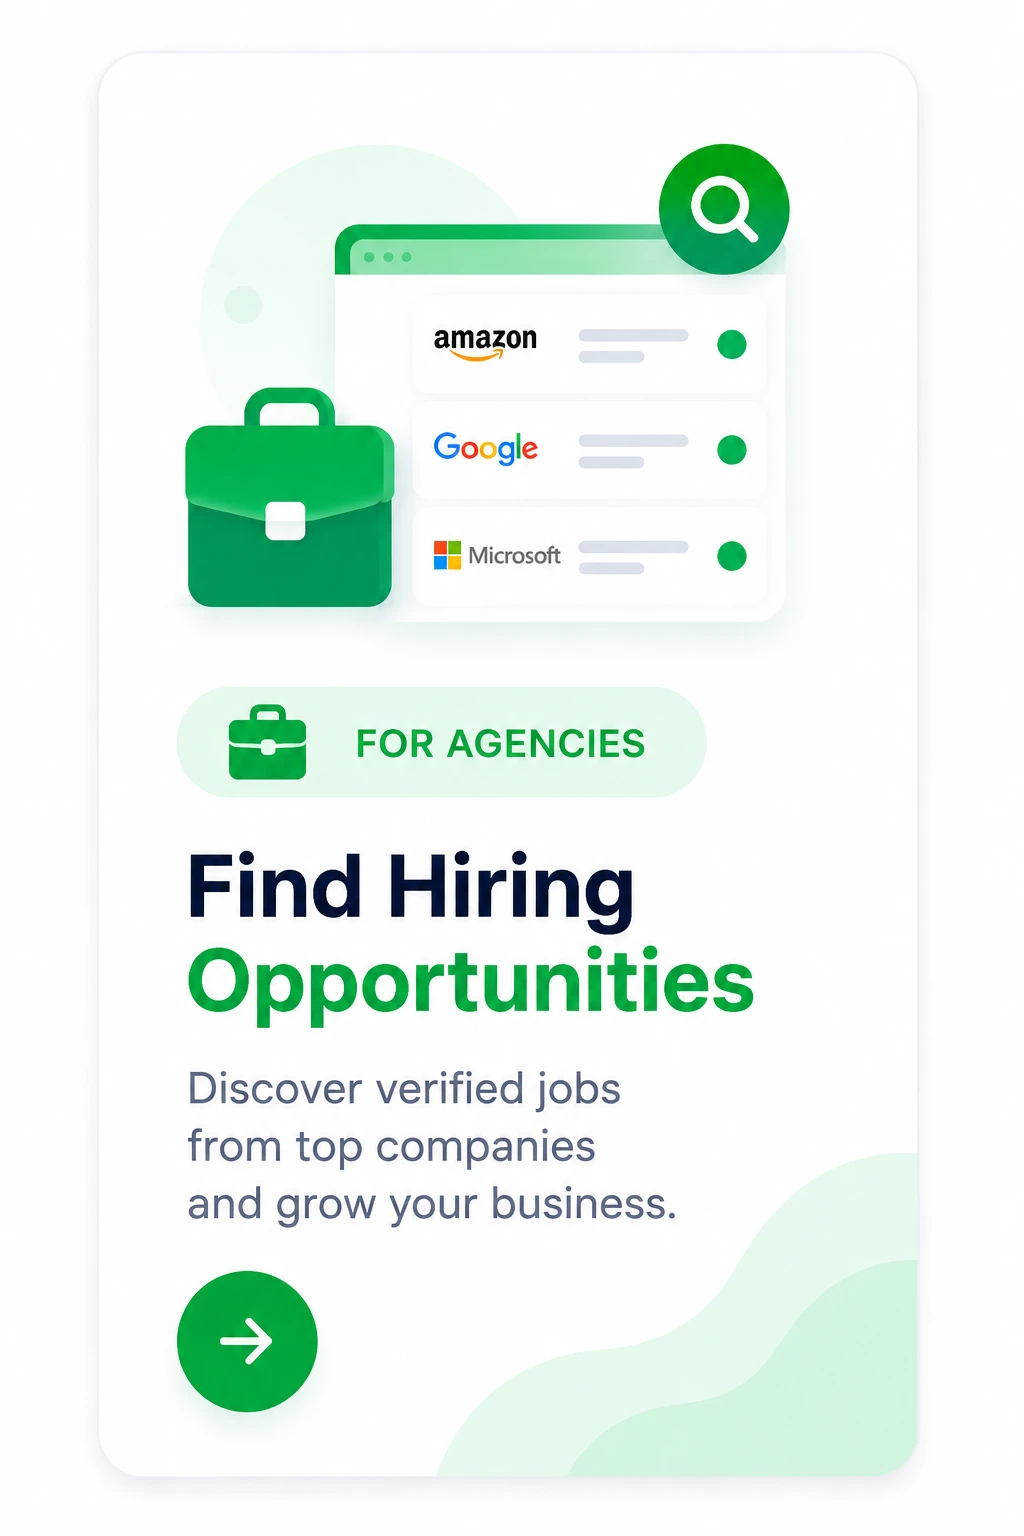 amazon
Google
Microsoft
FOR AGENCIES
Find Hiring
Opportunities
Discover verified jobs
from top companies
and grow your business.